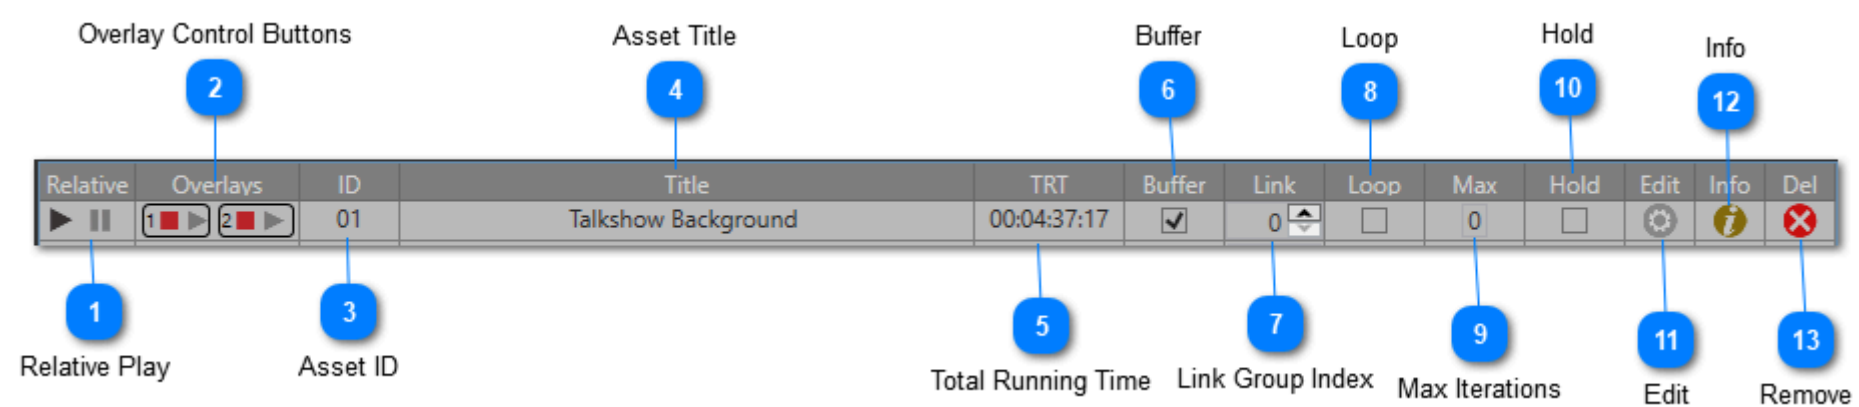 Overlay Control Buttons
Asset Title
Buffer
Loop
Hold
Info
2
4
6
8
10
12
Relative Overlays ID Title TRT Buffer Link Loop Max Hold Edit Info Del
1 2 01 Talkshow Background 00:04:37:17 0 0 i
1
3
5
7
9
11
13
Relative Play
Asset ID
Total Running Time
Link Group Index
Max Iterations
Edit
Remove